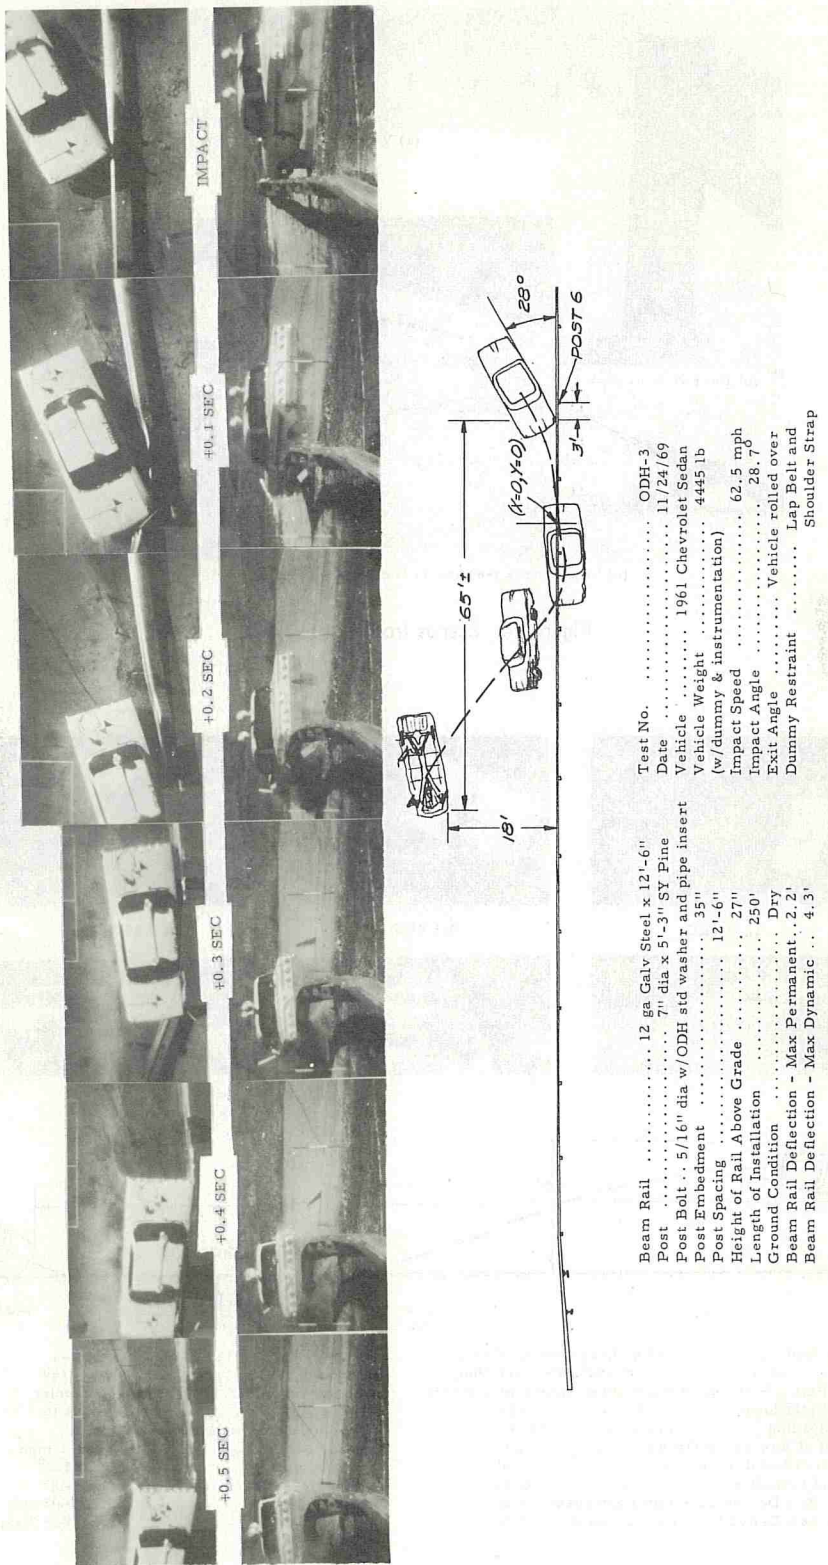 IMPACT
+0.1 SEC
+0.2 SEC
+0.3 SEC
+0.4 SEC
+0.5 SEC
28°
POST 6
3'
(X=0,Y=0)
65'±
18'
Beam Rail .............. 12 ga Galv Steel x 12'-6"
Post .................. 7" dia x 5'-3" SY Pine
Post Bolt .. 5/16" dia w/ODH std washer and pipe insert
Post Embedment ................ 35"
Post Spacing .................. 12'-6"
Height of Rail Above Grade ........ 27"
Length of Installation ............ 250'
Ground Condition ................ Dry
Beam Rail Deflection - Max Permanent .. 2.2'
Beam Rail Deflection - Max Dynamic ... 4.3'
Test No. .................... ODH-3
Date .................... 11/24/69
Vehicle ........ 1961 Chevrolet Sedan
Vehicle Weight ............ 4445 lb
(w/dummy & instrumentation)
Impact Speed ............ 62.5 mph
Impact Angle ................ 28.7°
Exit Angle ......... Vehicle rolled over
Dummy Restraint ........ Lap Belt and
Shoulder Strap